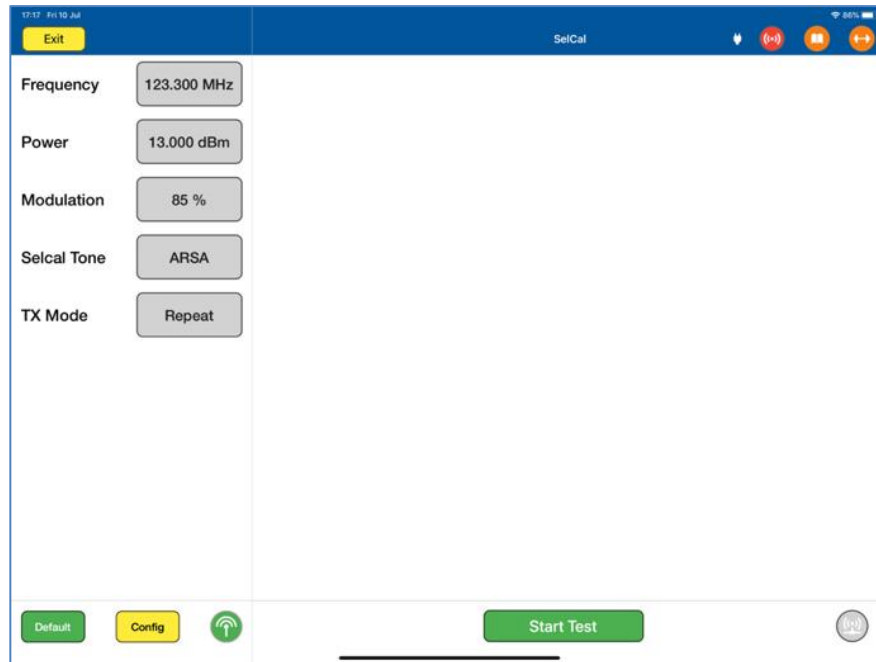 17:17 Fri 10 Jul
86%
Exit
SelCal
Frequency
123.300 MHz
Power
13.000 dBm
Modulation
85 %
Selcal Tone
ARSA
TX Mode
Repeat
Default
Config
Start Test